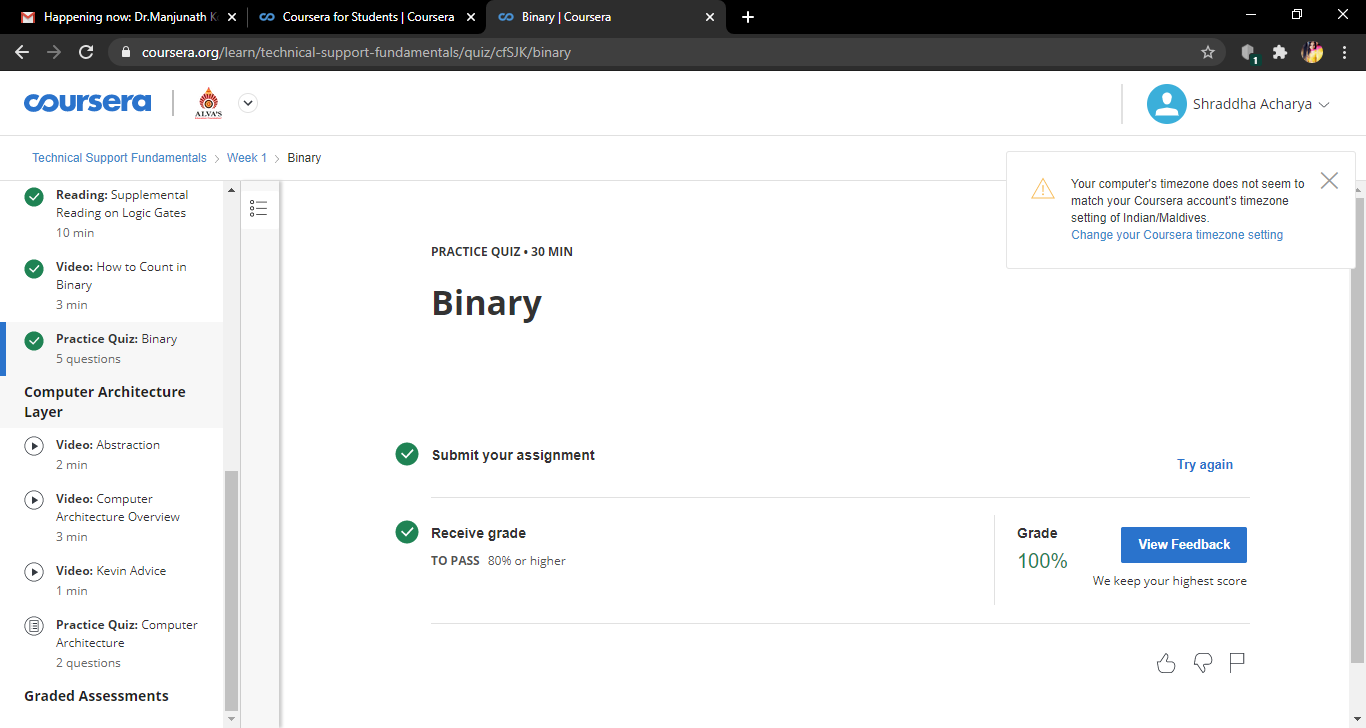 Happening now: Dr.Manjunath K
Coursera for Students | Coursera
Binary | Coursera
coursera.org/learn/technical-support-fundamentals/quiz/cfSJK/binary
1
coursera
ALVA'S
Shraddha Acharya
Technical Support Fundamentals > Week 1 > Binary
Your computer's timezone does not seem to
match your Coursera account's timezone
setting of Indian/Maldives.
Change your Coursera timezone setting
Reading: Supplemental
Reading on Logic Gates
10 min
Video: How to Count in
Binary
3 min
Practice Quiz: Binary
5 questions
Computer Architecture
Layer
Video: Abstraction
2 min
Video: Computer
Architecture Overview
3 min
Video: Kevin Advice
1 min
Practice Quiz: Computer
Architecture
2 questions
Graded Assessments
PRACTICE QUIZ • 30 MIN
Binary
Submit your assignment
Try again
Receive grade
TO PASS 80% or higher
Grade
100%
View Feedback
We keep your highest score